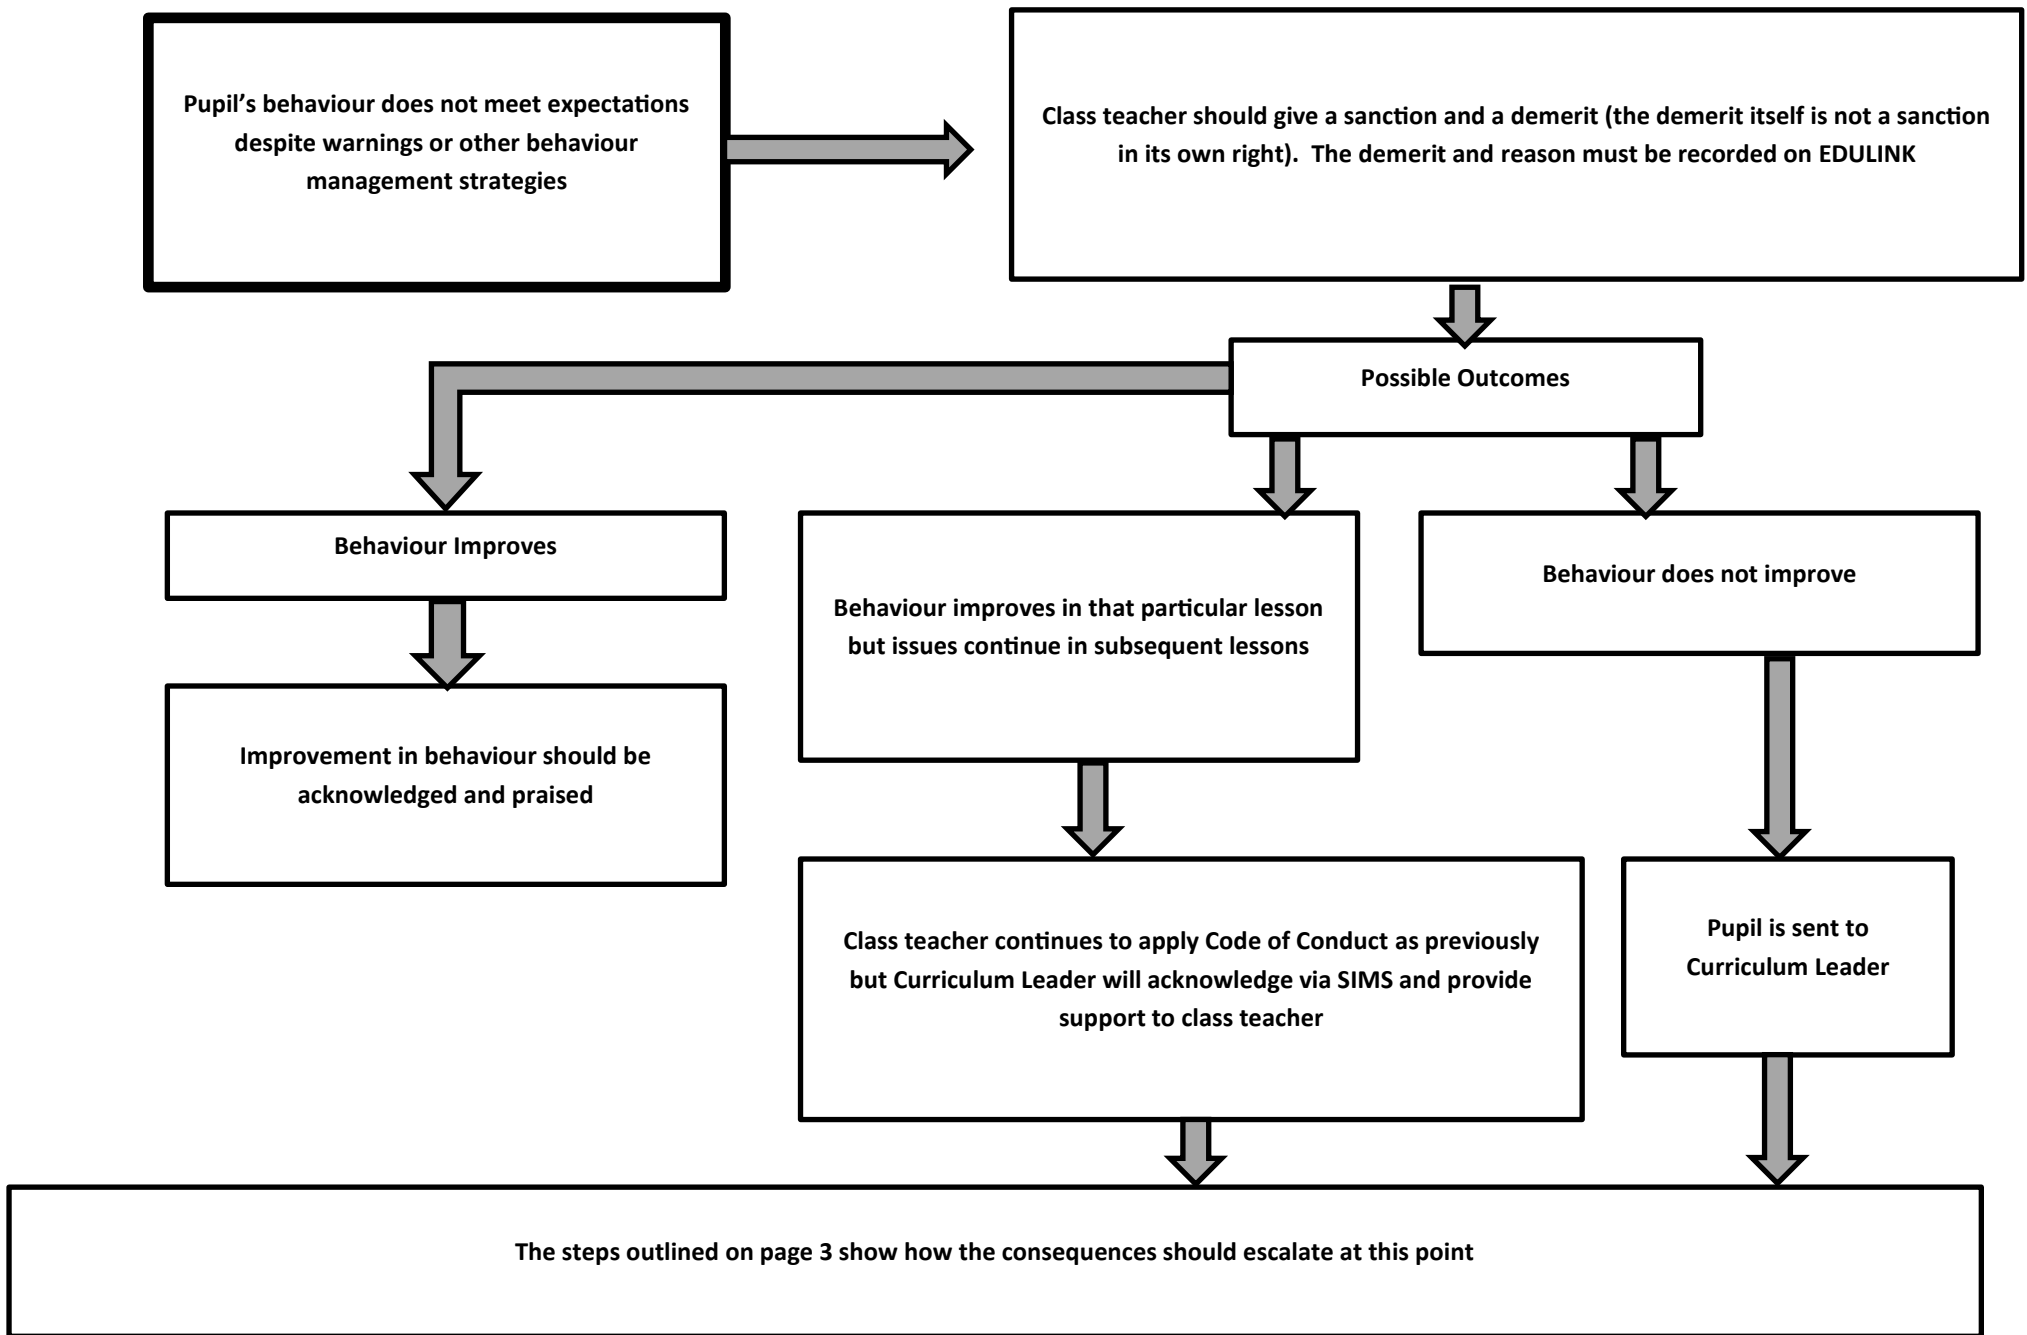 Pupil’s behaviour does not meet expectations
despite warnings or other behaviour
management strategies
Class teacher should give a sanction and a demerit (the demerit itself is not a sanction
in its own right).  The demerit and reason must be recorded on EDULINK
Possible Outcomes
Behaviour Improves
Behaviour improves in that particular lesson
but issues continue in subsequent lessons
Behaviour does not improve
Improvement in behaviour should be
acknowledged and praised
Class teacher continues to apply Code of Conduct as previously
but Curriculum Leader will acknowledge via SIMS and provide
support to class teacher
Pupil is sent to
Curriculum Leader
The steps outlined on page 3 show how the consequences should escalate at this point